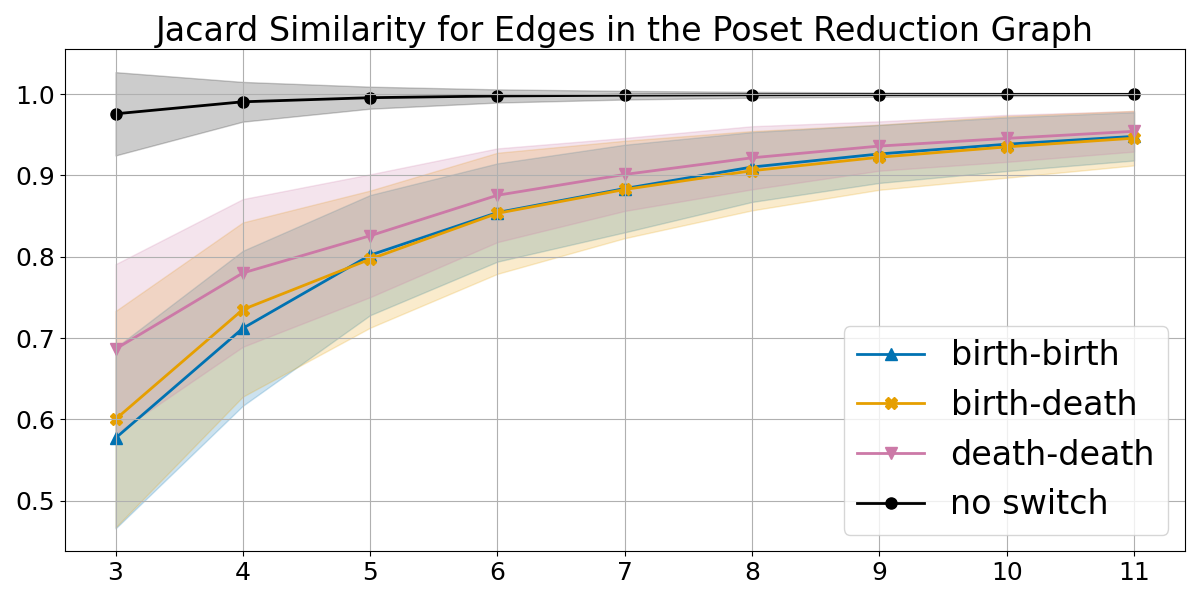 Jacard Similarity for Edges in the Poset Reduction Graph
1.0
0.9
0.8
0.7
0.6
0.5
birth-birth
birth-death
death-death
no switch
3 4 5 6 7 8 9 10 11